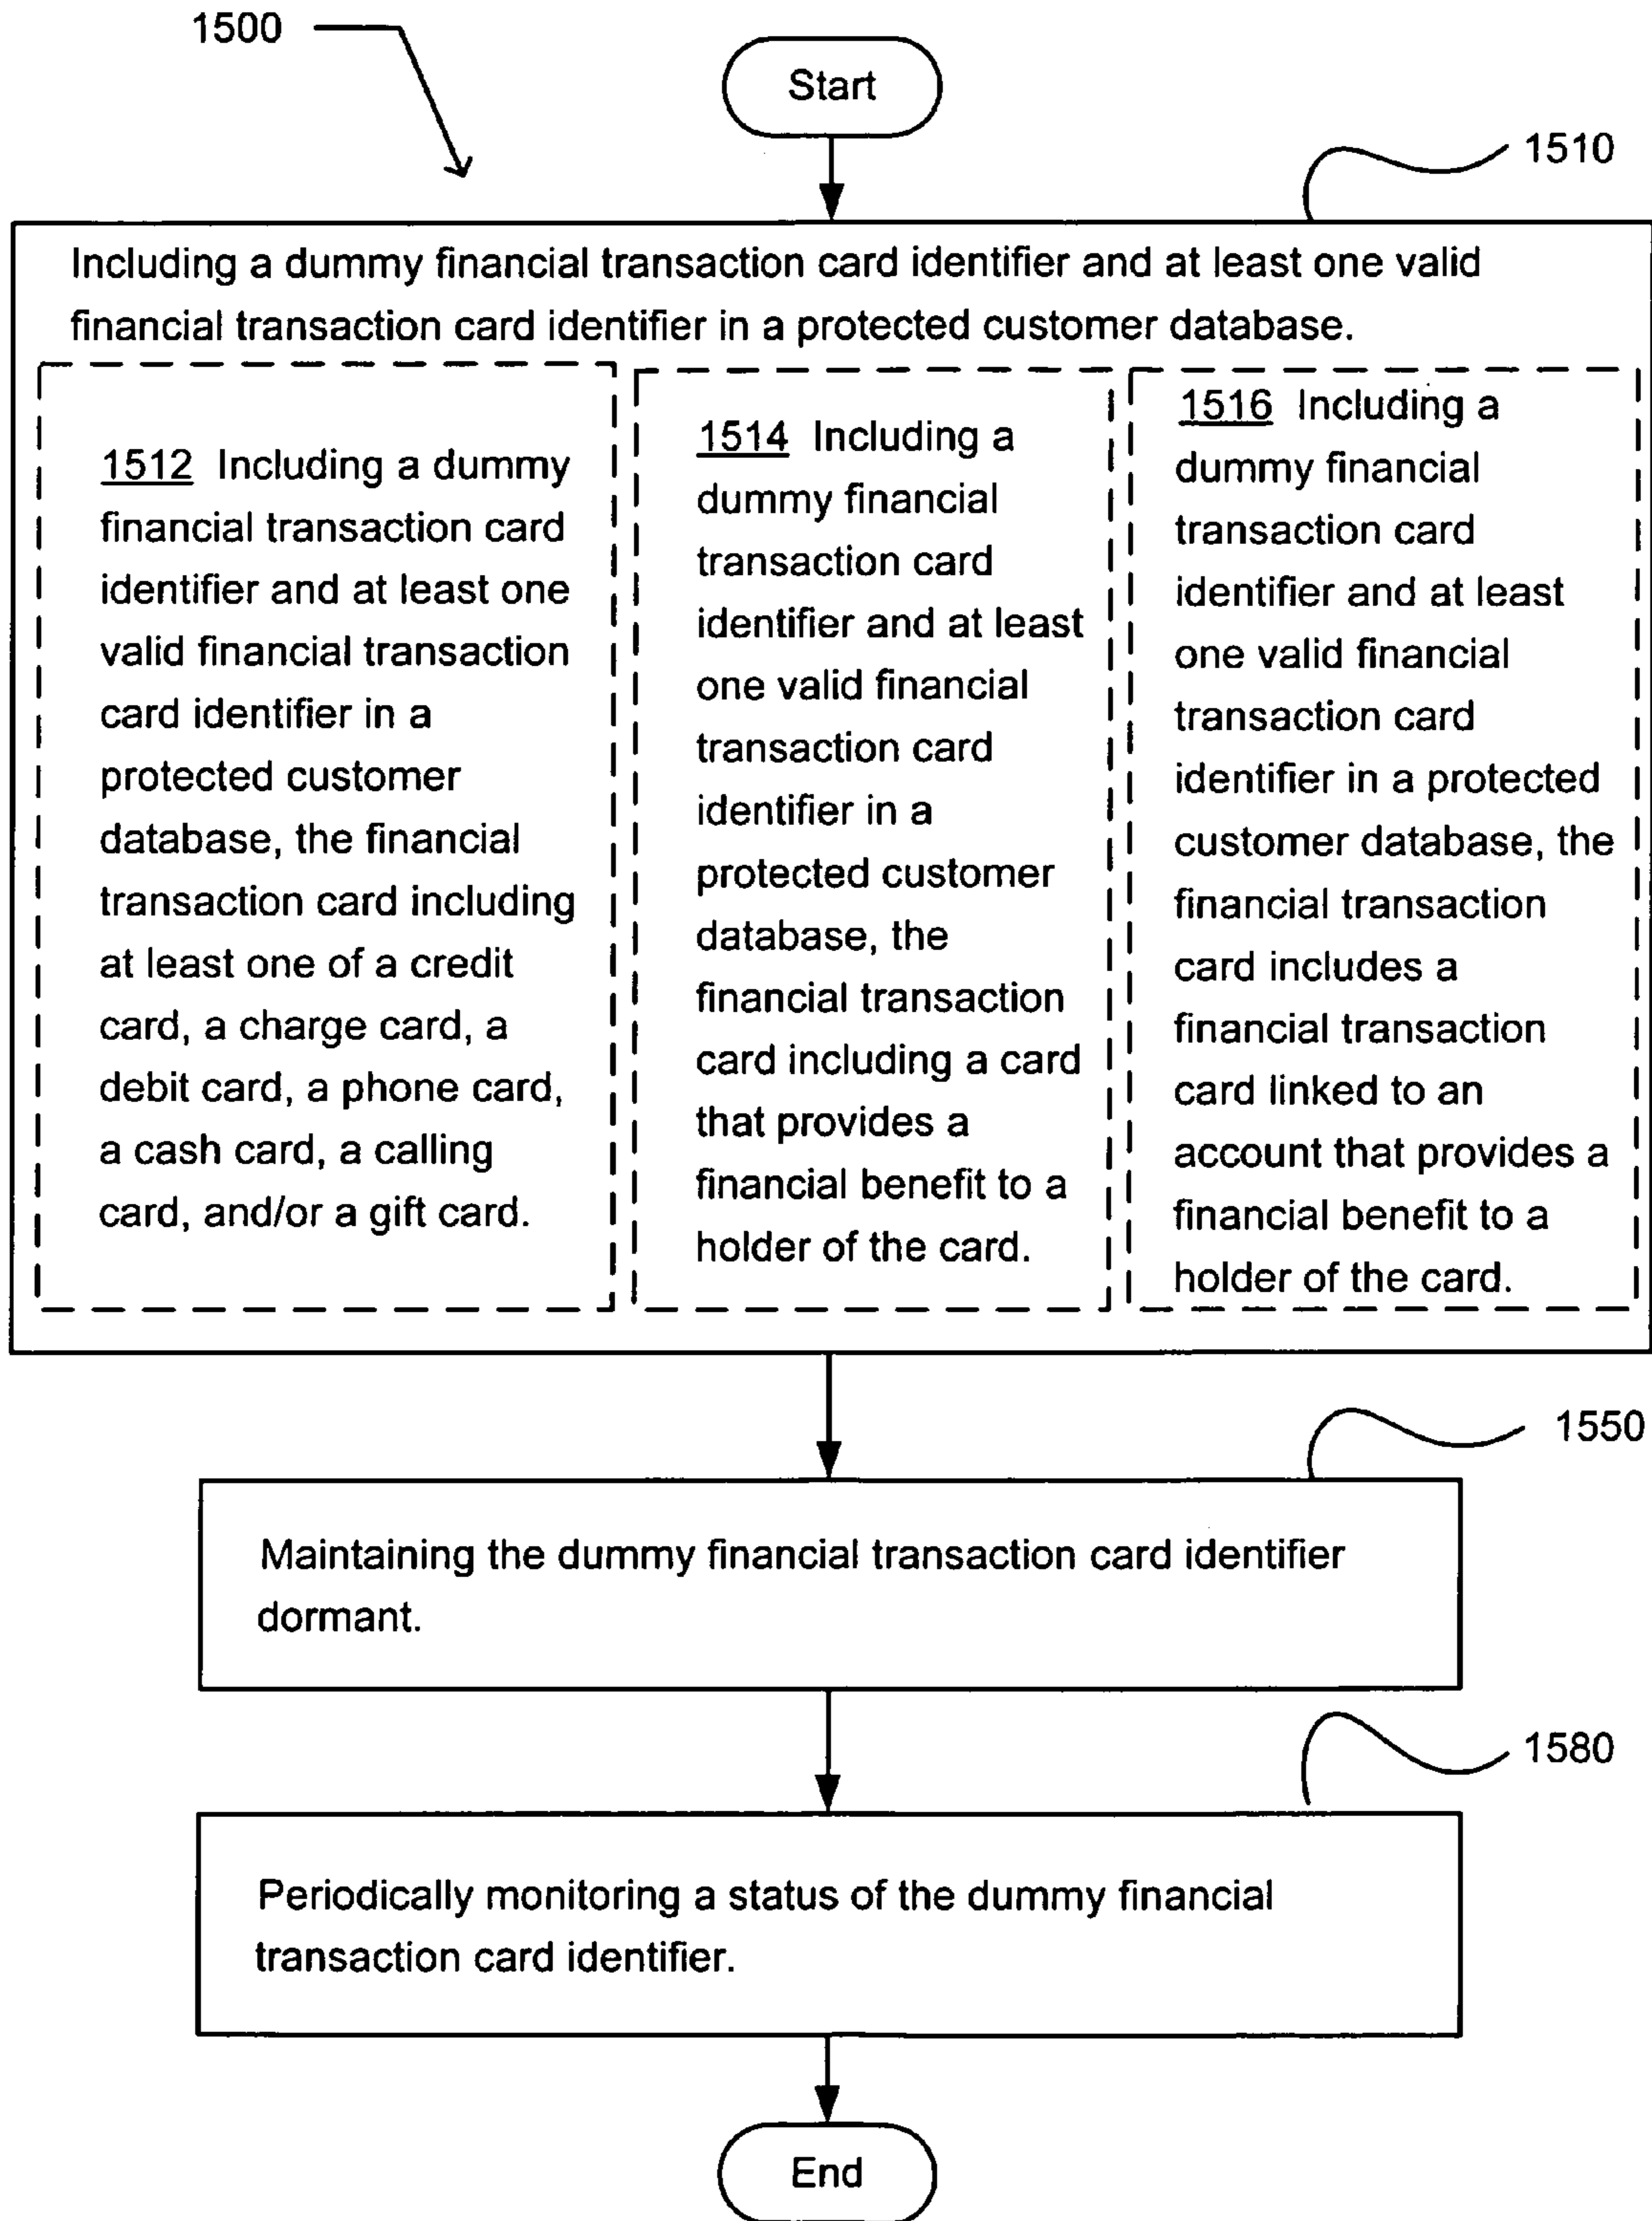 1500
Start
1510
Including a dummy financial transaction card identifier and at least one valid
financial transaction card identifier in a protected customer database.
1512 Including a dummy
financial transaction card
identifier and at least one
valid financial transaction
card identifier in a
protected customer
database, the financial
transaction card including
at least one of a credit
card, a charge card, a
debit card, a phone card,
a cash card, a calling
card, and/or a gift card.
1514 Including a
dummy financial
transaction card
identifier and at least
one valid financial
transaction card
identifier in a
protected customer
database, the
financial transaction
card including a card
that provides a
financial benefit to a
holder of the card.
1516 Including a
dummy financial
transaction card
identifier and at least
one valid financial
transaction card
identifier in a protected
customer database, the
financial transaction
card includes a
financial transaction
card linked to an
account that provides a
financial benefit to a
holder of the card.
1550
Maintaining the dummy financial transaction card identifier
dormant.
1580
Periodically monitoring a status of the dummy financial
transaction card identifier.
End